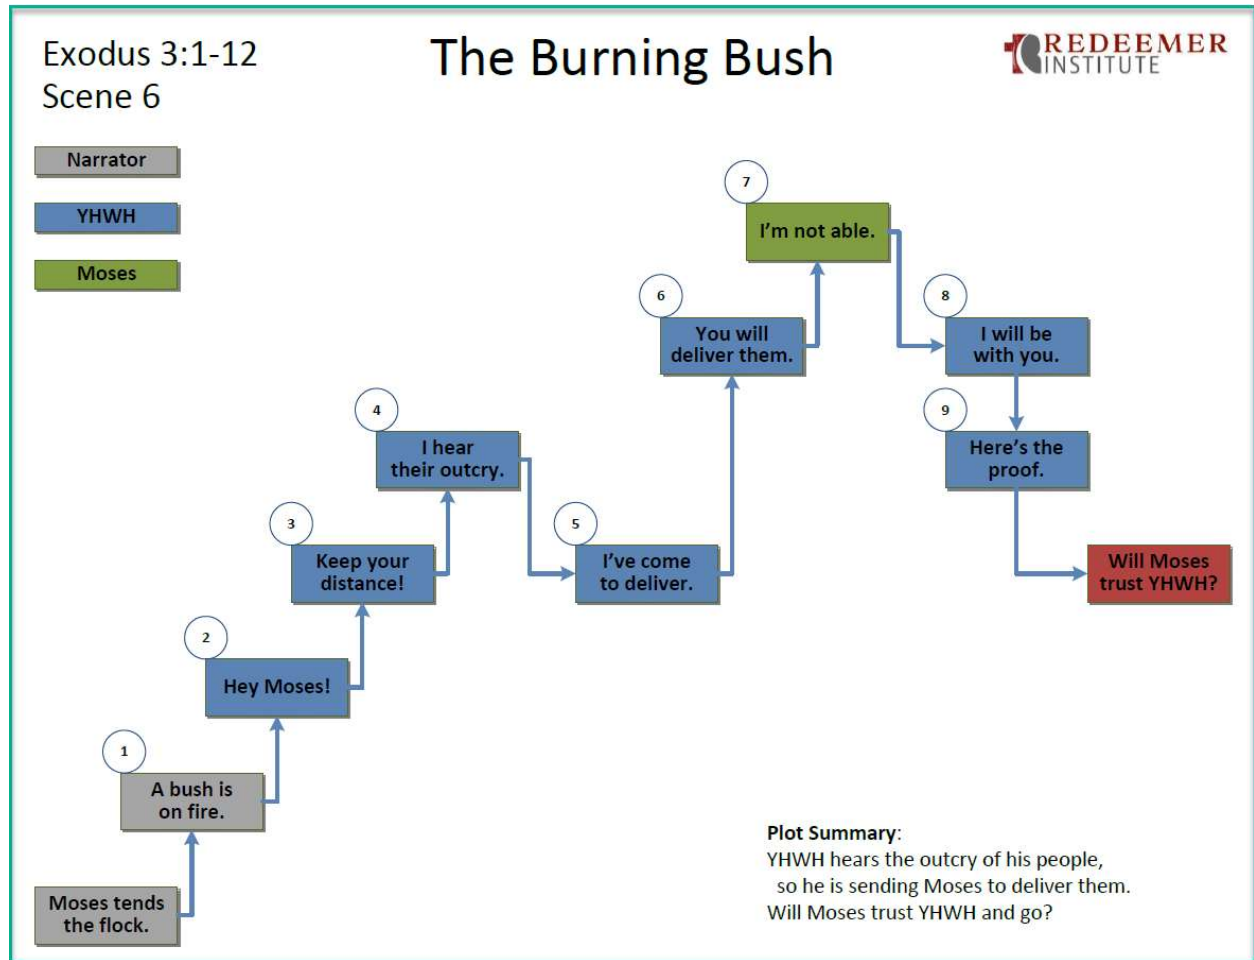 Exodus 3:1-12
Scene 6
The Burning Bush
REDEEMER
INSTITUTE
Narrator
YHWH
Moses
7
I'm not able.
6
You will
deliver them.
8
I will be
with you.
4
I hear
their outcry.
9
Here's the
proof.
3
Keep your
distance!
5
I've come
to deliver.
Will Moses
trust YHWH?
2
Hey Moses!
1
A bush is
on fire.
Moses tends
the flock.
Plot Summary:
YHWH hears the outcry of his people,
so he is sending Moses to deliver them.
Will Moses trust YHWH and go?